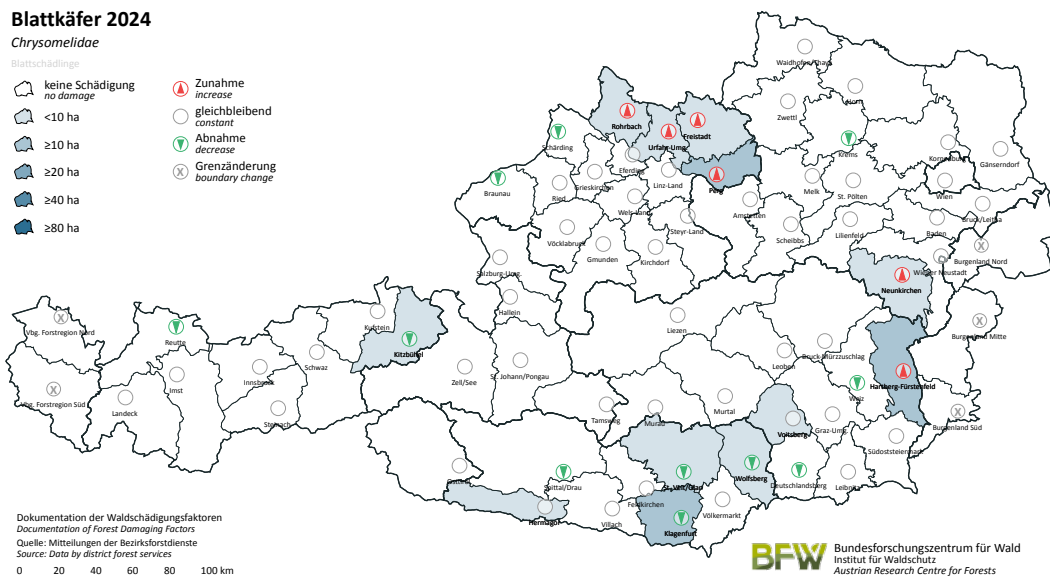 Blattkäfer 2024
Chrysomelidae
Blattschädlinge
keine Schädigung
no damage
<10 ha
≥10 ha
≥20 ha
≥40 ha
≥80 ha
Zunahme
increase
gleichbleibend
constant
Abnahme
decrease
Grenzänderung
boundary change
Waidhofen/Thaya
Horn
Zwettl
Rohrbach
Freistadt
Schärding
Urfahr-Umg.
Krems
Korneuburg
Gänserndorf
Eferding
Grieskirchen
Linz-Land
Perg
Melk
St. Pölten
Wien
Braunau
Ried
Wels-Land
Amstetten
Bruck/Leitha
Steyr-Land
Scheibbs
Lilienfeld
Baden
Vöcklabruck
Gmunden
Kirchdorf
Burgenland Nord
Salzburg-Umg.
Wiener Neustadt
Neunkirchen
Hallein
Kufstein
Liezen
Vbg. Forstregion Nord
Reutte
Burgenland Mitte
Kitzbühel
Bruck-Mürzzuschlag
Schwaz
Leoben
Zell/See
St. Johann/Pongau
Innsbruck
Imst
Hartberg-Fürstenfeld
Vbg. Forstregion Süd
Landeck
Weiz
Murtal
Tamsweg
Steinach
Murau
Voitsberg
Graz-Umg.
Burgenland Süd
Südoststeiermark
Osttirol
Spittal/Drau
St. Veit/Glan
Wolfsberg
Deutschlandsberg
Leibnitz
Feldkirchen
Hermagor
Villach
Völkermarkt
Klagenfurt
Dokumentation der Waldschädigungsfaktoren
Documentation of Forest Damaging Factors
Quelle: Mitteilungen der Bezirksforstdienste
Source: Data by district forest services
0 20 40 60 80 100 km
BFW
Bundesforschungszentrum für Wald
Institut für Waldschutz
Austrian Research Centre for Forests